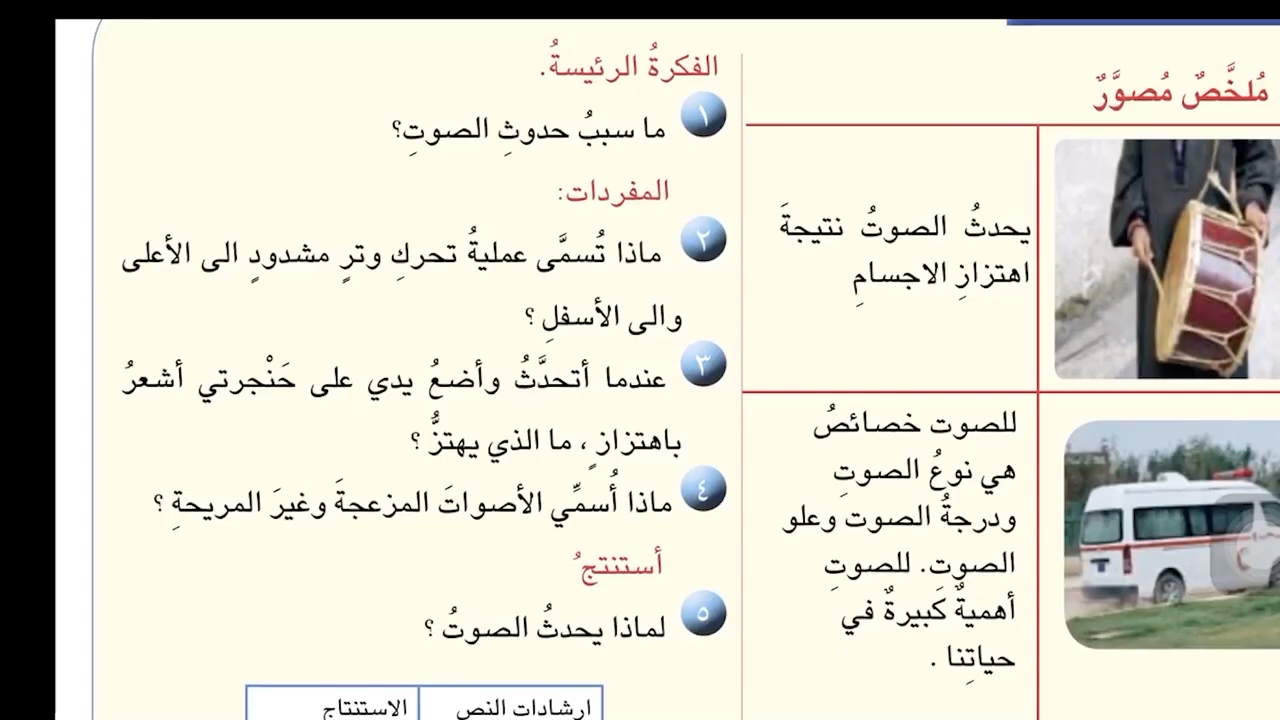 مُلخَّصٌ مُصوَّرٌ
يحدثُ الصوتُ نتيجةَ
اهتزازِ الاجسامِ
للصوت خصائصُ
هي نوعُ الصوتِ
ودرجةُ الصوت وعلو
الصوت. للصوتِ
أهميةٌ كَبيرةٌ في
حياتِنا .
الفكرةُ الرئيسةُ.
١ ما سببُ حدوثِ الصوتِ؟
المفردات:
٢ ماذا تُسمَّى عمليةُ تحركِ وترٍ مشدودٍ الى الأعلى
والى الأسفلِ ؟
٣ عندما أتحدَّثُ وأضعُ يدي على حَنْجرتي أشعرُ
باهتزازٍ ، ما الذي يهتزُّ ؟
٤ ماذا أُسمِّي الأصواتَ المزعجةَ وغيرَ المريحةِ ؟
أستنتجُ
٥ لماذا يحدثُ الصوتُ ؟
ارشادات النص الاستنتاج